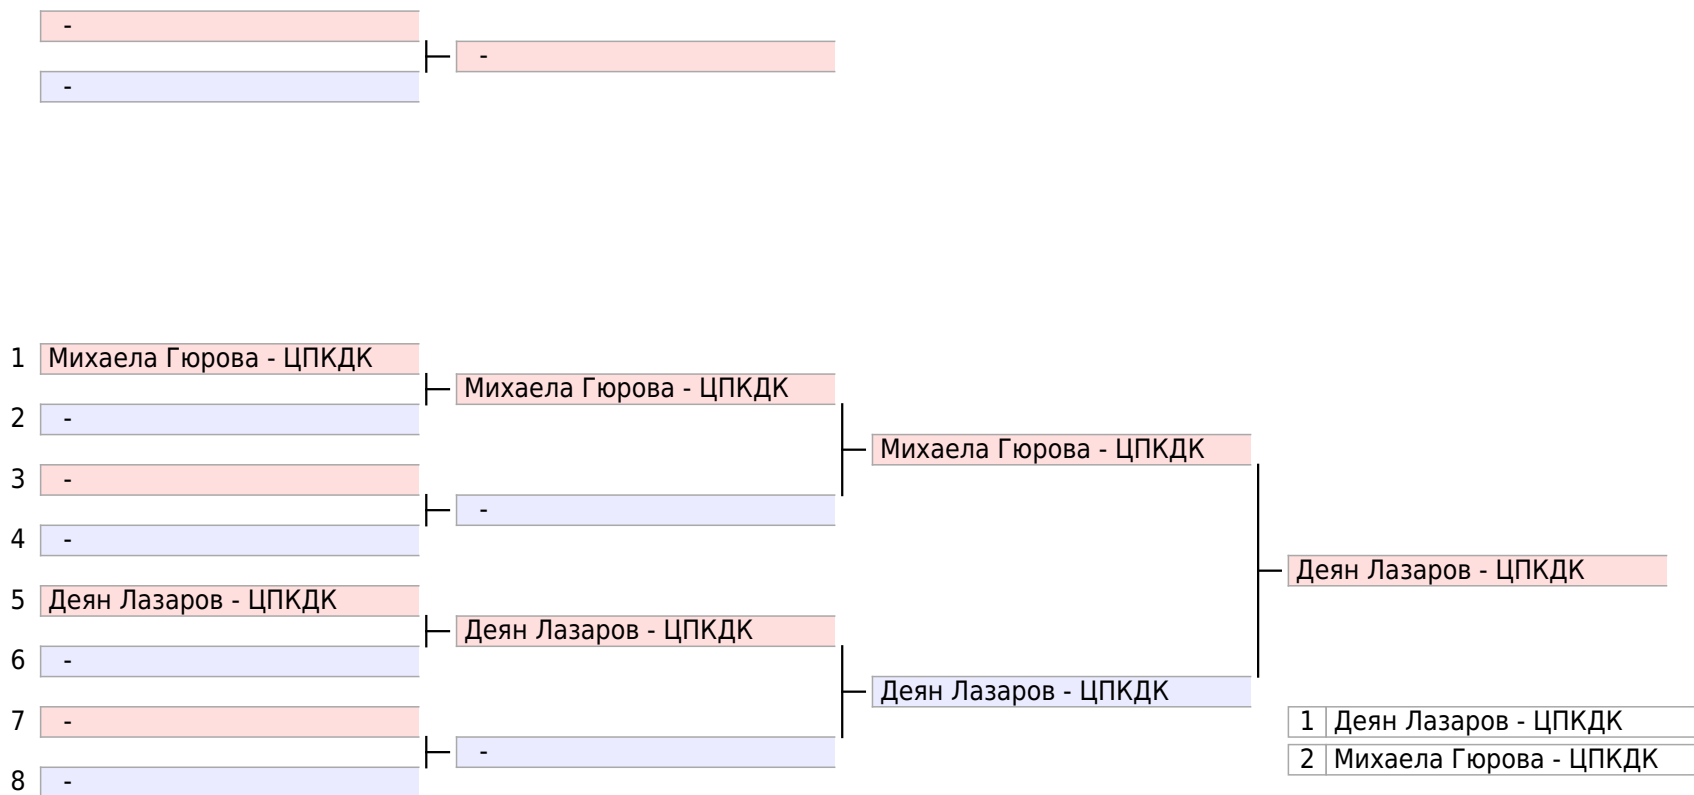 -
-
-
1 Михаела Гюрова - ЦПКДК
Михаела Гюрова - ЦПКДК
2 -
Михаела Гюрова - ЦПКДК
3 -
-
4 -
Деян Лазаров - ЦПКДК
5 Деян Лазаров - ЦПКДК
Деян Лазаров - ЦПКДК
6 -
Деян Лазаров - ЦПКДК
7 -
1 Деян Лазаров - ЦПКДК
-
2 Михаела Гюрова - ЦПКДК
8 -